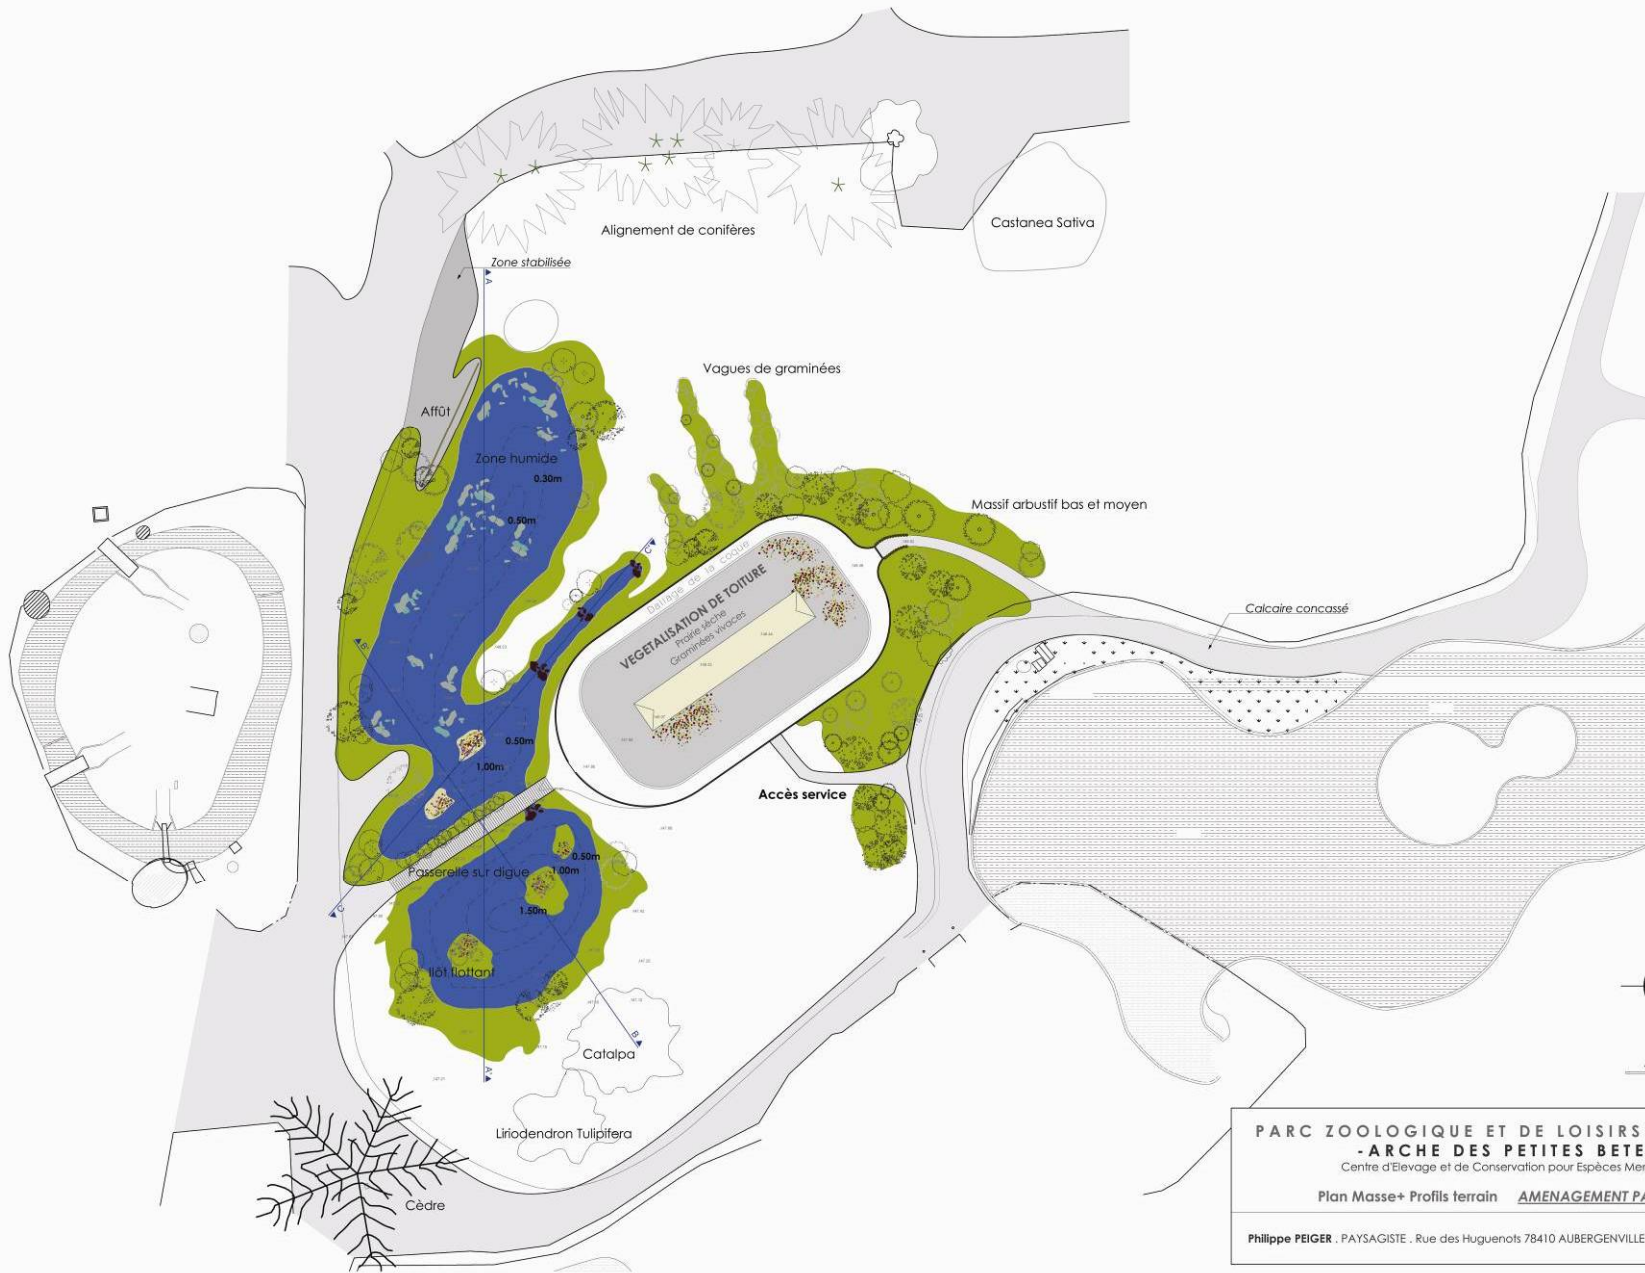 Alignement de conifères
Castanea Sativa
Zone stabilisée
A
Vagues de graminées
Affût
Zone humide
0.30m
0.50m
Massif arbustif bas et moyen
C
Dallage de la coque
VEGETALISATION DE TOITURE
Prairie sèche
Graminées vivaces
Calcaire concassé
B'
0.50m
1.00m
Accès service
Passerelle sur digue
0.50m
1.00m
1.50m
C'
Ilôt flottant
B
Catalpa
A'
Liriodendron Tulipifera
Cèdre
PARC ZOOLOGIQUE ET DE LOISIRS
-ARCHE DES PETITES BETE
Centre d'Elevage et de Conservation pour Espèces Me
Plan Masse+ Profils terrain AMENAGEMENT PA
Philippe PEIGER . PAYSAGISTE . Rue des Huguenots 78410 AUBERGENVILLE